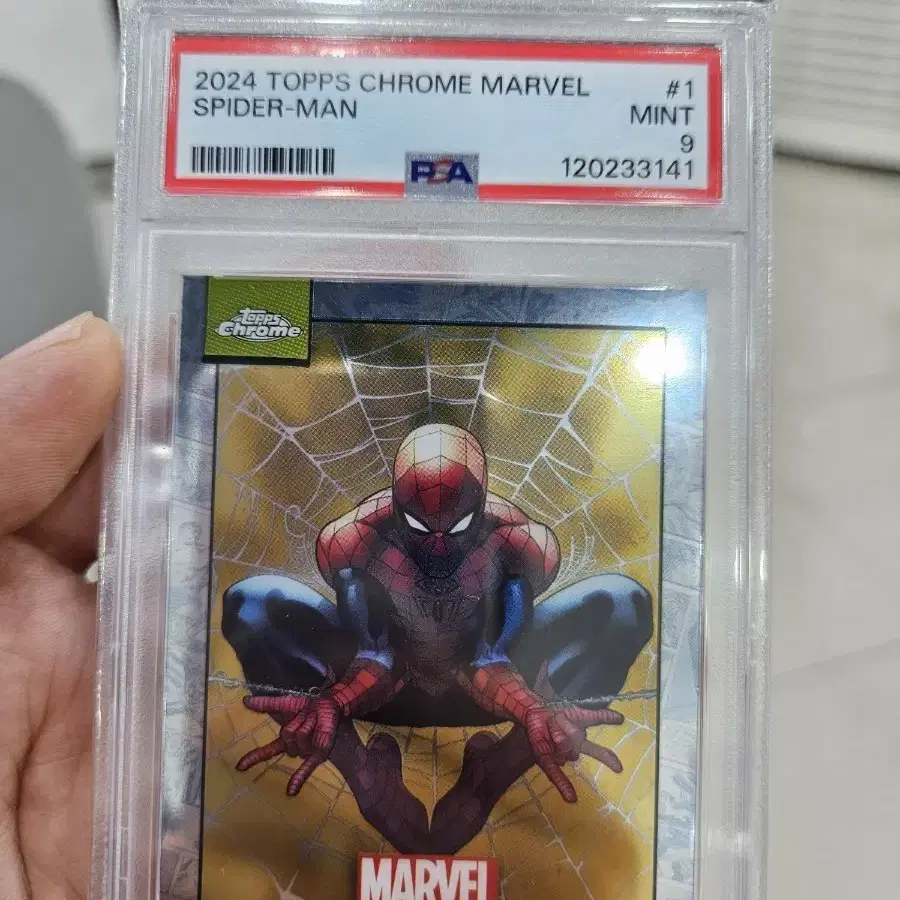 2024 TOPPS CHROME MARVEL #1
SPIDER-MAN MINT
9
PSA 120233141
Topps
Chrome
MARVEL